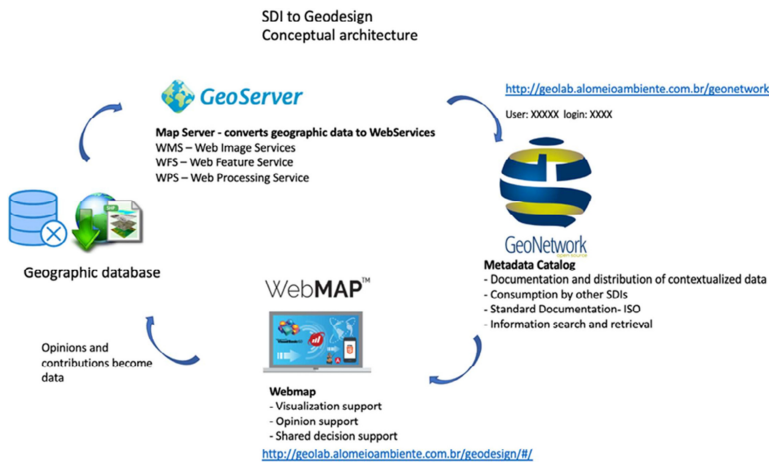 SDI to Geodesign
Conceptual architecture
GeoServer
Map Server - converts geographic data to WebServices
WMS – Web Image Services
WFS – Web Feature Service
WPS – Web Processing Service
http://geolab.alomeioambiente.com.br/geonetwork
User: XXXXX login: XXXX
GeoNetwork
open source
Metadata Catalog
- Documentation and distribution of contextualized data
- Consumption by other SDIs
- Standard Documentation- ISO
- Information search and retrieval
Geographic database
WebMAP™
Opinions and
contributions become
data
Webmap
- Visualization support
- Opinion support
- Shared decision support
http://geolab.alomeioambiente.com.br/geodesign/#/